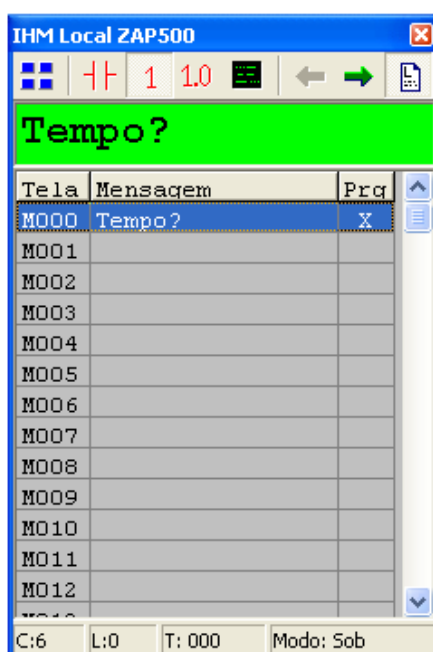 IHM Local ZAP500
1 1.0
Tempo?
Tela Mensagem Prg
M000 Tempo? X
M001
M002
M003
M004
M005
M006
M007
M008
M009
M010
M011
M012
C:6 L:0 T: 000 Modo: Sob